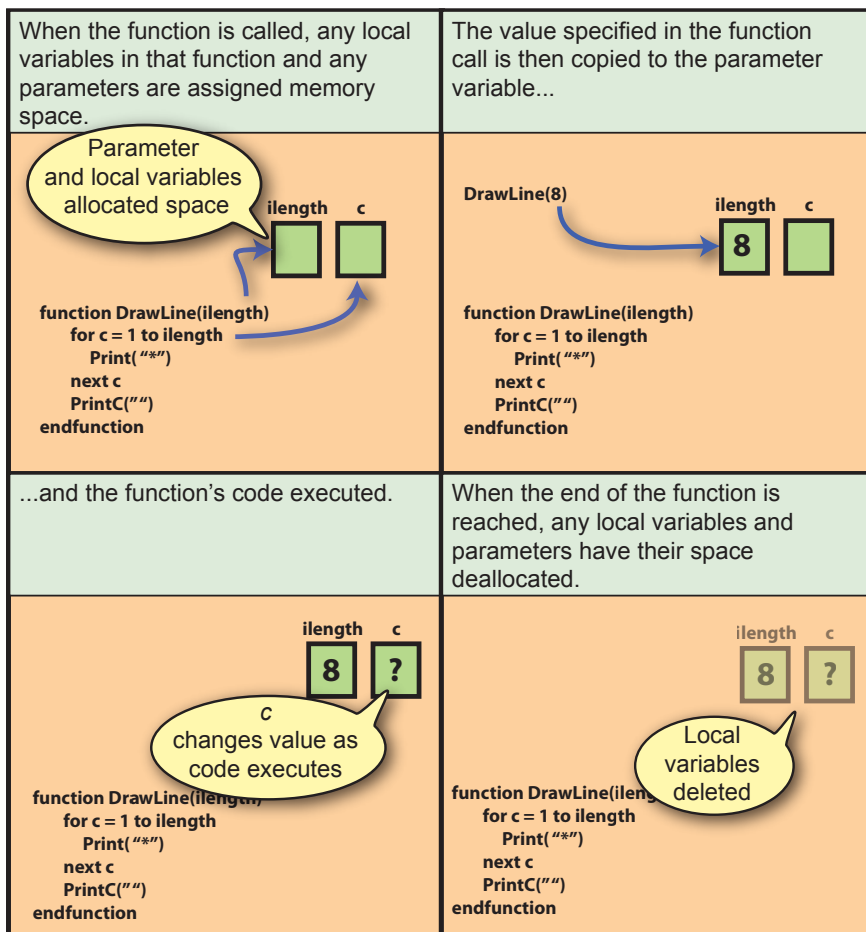 When the function is called, any local
variables in that function and any
parameters are assigned memory
space.
Parameter
and local variables
allocated space
ilength c
function DrawLine(ilength)
for c = 1 to ilength
Print( “*”)
next c
PrintC(”“)
endfunction
The value specified in the function
call is then copied to the parameter
variable...
DrawLine(8)
ilength c
8
function DrawLine(ilength)
for c = 1 to ilength
Print( “*”)
next c
PrintC(”“)
endfunction
...and the function’s code executed.
ilength c
8 ?
c
changes value as
code executes
function DrawLine(ilength)
for c = 1 to ilength
Print( “*”)
next c
PrintC(”“)
endfunction
When the end of the function is
reached, any local variables and
parameters have their space
deallocated.
ilength c
8 ?
Local
variables
deleted
function DrawLine(ileng
for c = 1 to ilength
Print( “*”)
next c
PrintC(”“)
endfunction